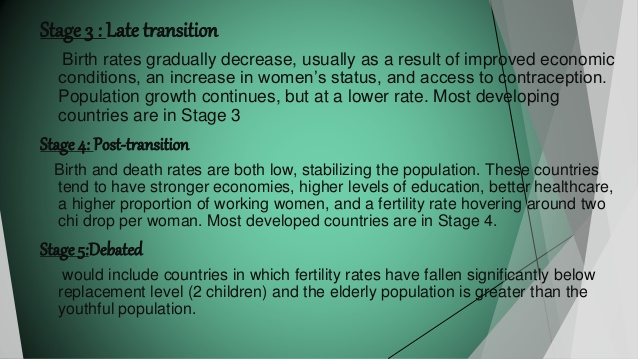 Stage 3 : Late transition
Birth rates gradually decrease, usually as a result of improved economic
conditions, an increase in women’s status, and access to contraception.
Population growth continues, but at a lower rate. Most developing
countries are in Stage 3
Stage 4: Post-transition
Birth and death rates are both low, stabilizing the population. These countries
tend to have stronger economies, higher levels of education, better healthcare,
a higher proportion of working women, and a fertility rate hovering around two
chi drop per woman. Most developed countries are in Stage 4.
Stage 5:Debated
would include countries in which fertility rates have fallen significantly below
replacement level (2 children) and the elderly population is greater than the
youthful population.